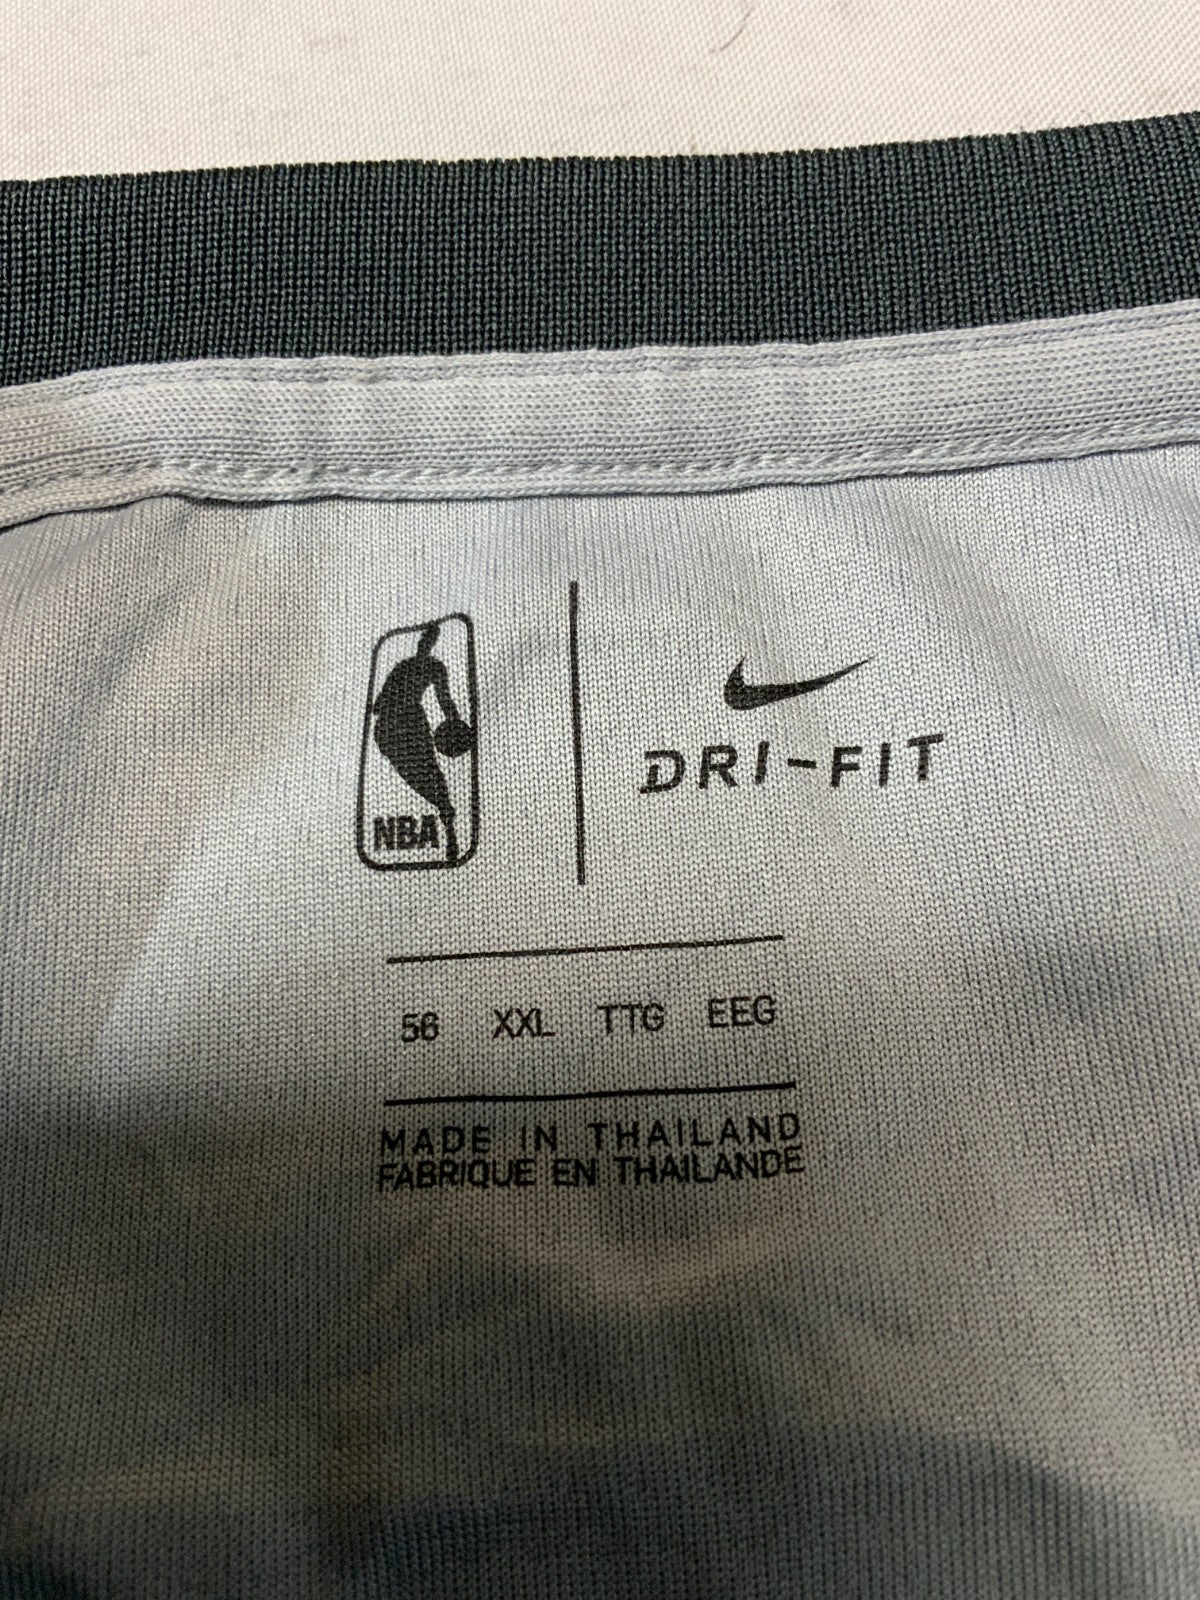 NBA
DRI-FIT
56 XXL TTG EEG
MADE IN THAILAND
FABRIQUE EN THAILANDE